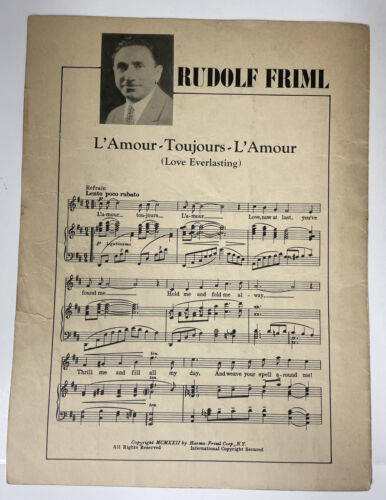 RUDOLF FRIML
L'Amour-Toujours-L'Amour
(Love Everlasting)
Refrain
Lento poco rubato
L'a-mour... tou-jours... L'a-mour Love, now at last, you've
found me Hold me and fold me al-way,
Thrill me and fill all my day, And weave your spell a-round me!
Copyright MCMXXII by Harms-Friml Corp., N.Y.
All Rights Reserved International Copyright Secured